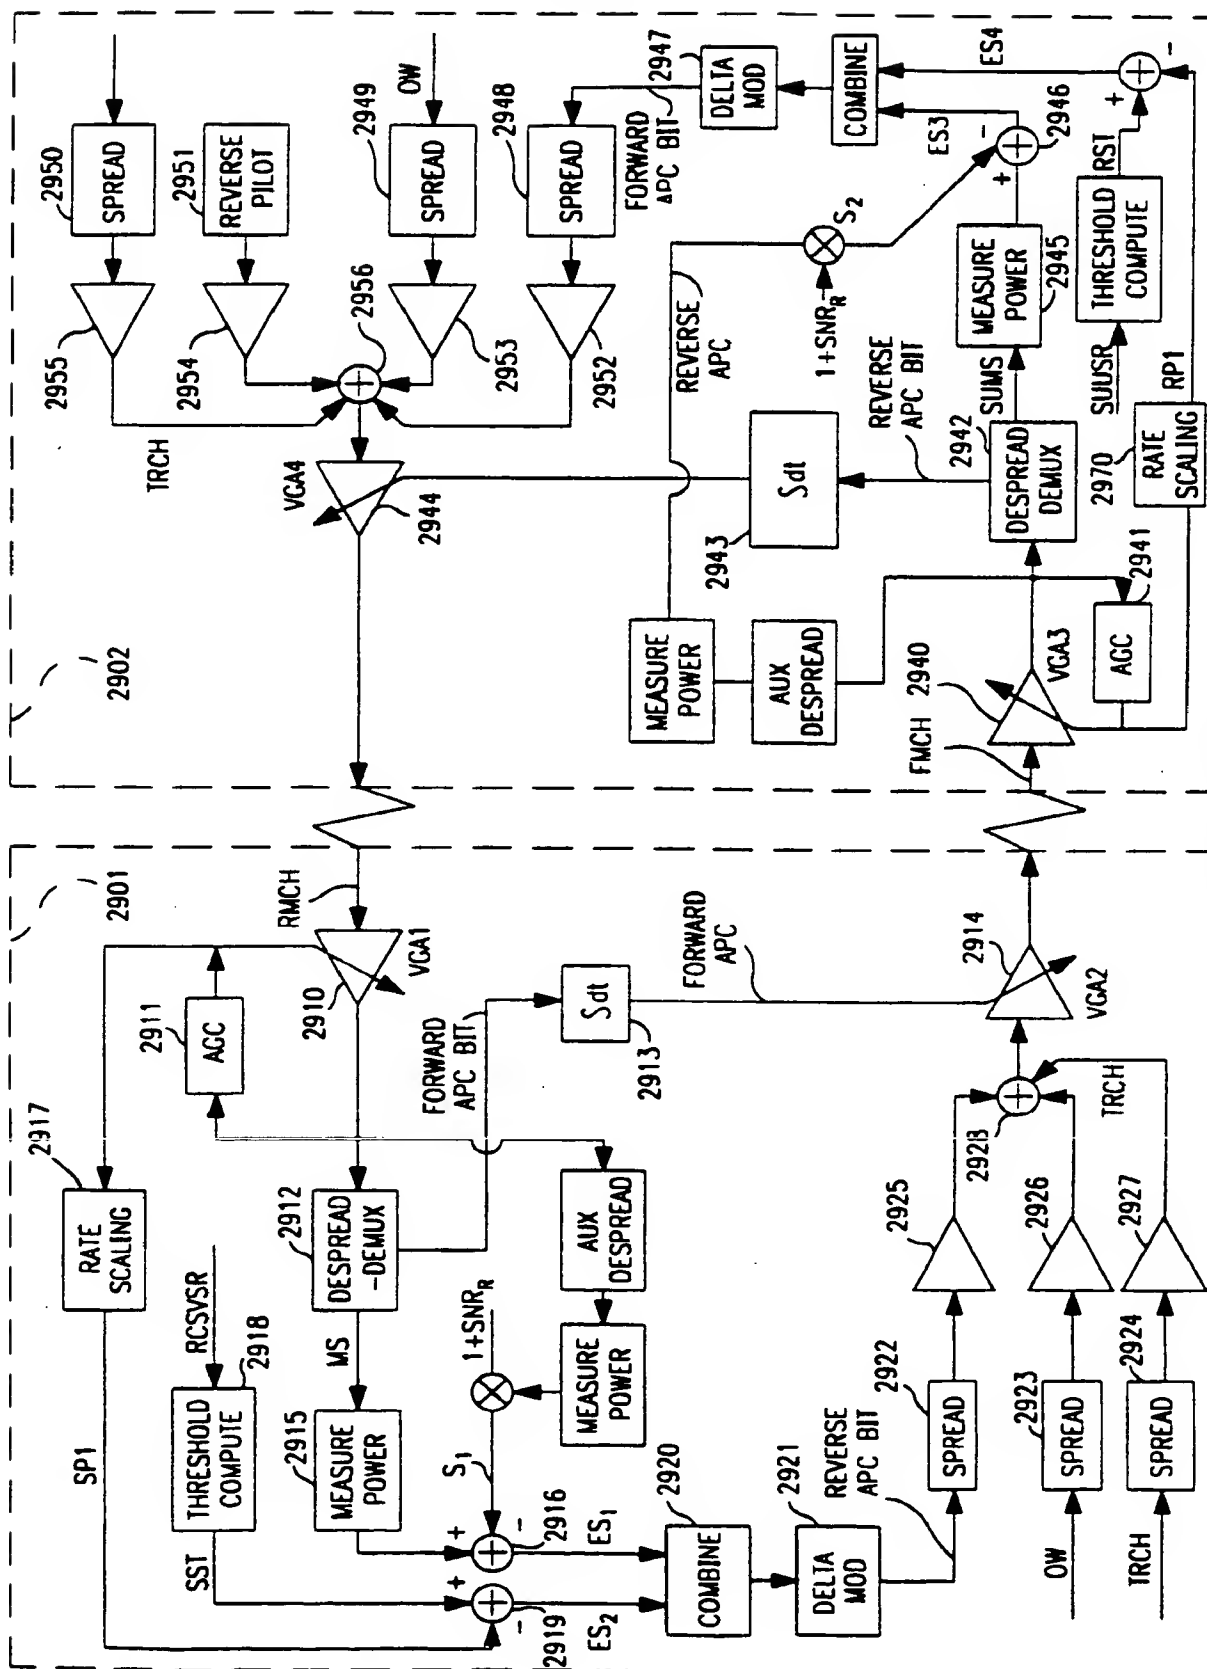 2901
2917
RATE
SCALING
2911
AGC
RMCH
VGA1
2910
SP1
RCSVSR
THRESHOLD
COMPUTE
2918
SST
DESPREAD
-DEMUX
2912
MS
MEASURE
POWER
2915
FORWARD
APC BIT
∫dt
2913
FORWARD
APC
1+SNRR
AUX
DESPREAD
MEASURE
POWER
S1
+
-
2916
ES1
+
-
2919
ES2
COMBINE
2920
DELTA
MOD
2921
REVERSE
APC BIT
SPREAD
2922
2925
OW
SPREAD
2923
2926
TRCH
SPREAD
2924
2927
TRCH
2928
2914
VGA2
2902
2950
SPREAD
2955
2951
REVERSE
PILOT
2954
OW
2949
SPREAD
2953
2948
SPREAD
2952
FORWARD
APC BIT
2947
DELTA
MOD
COMBINE
ES3
ES4
TRCH
2956
VGA4
2944
REVERSE
APC
1+SNRR
S2
-
+
2946
MEASURE
POWER
2945
∫dt
2943
REVERSE
APC BIT
SUMS
DESPREAD
DEMUX
2942
MEASURE
POWER
AUX
DESPREAD
FMCH
2940
VGA3
AGC
2941
2970
RATE
SCALING
RP1
SUUSR
THRESHOLD
COMPUTE
RST
+
-